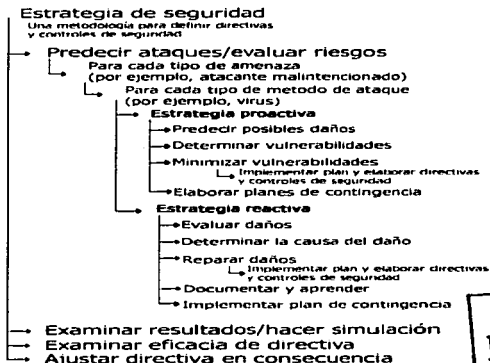 Estrategia de seguridad
Una metodología para definir directivas
y controles de seguridad
Predecir ataques/evaluar riesgos
Para cada tipo de amenaza
(por ejemplo, atacante malintencionado)
Para cada tipo de metodo de ataque
(por ejemplo, virus)
Estrategia proactiva
Predecir posibles daños
Determinar vulnerabilidades
Minimizar vulnerabilidades
Implementar plan y elaborar directivas
y controles de seguridad
Elaborar planes de contingencia
Estrategia reactiva
Evaluar daños
Determinar la causa del daño
Reparar daños
Implementar plan y elaborar directivas
y controles de seguridad
Documentar y aprender
Implementar plan de contingencia
Examinar resultados/hacer simulación
Examinar eficacia de directiva
Ajustar directiva en consecuencia